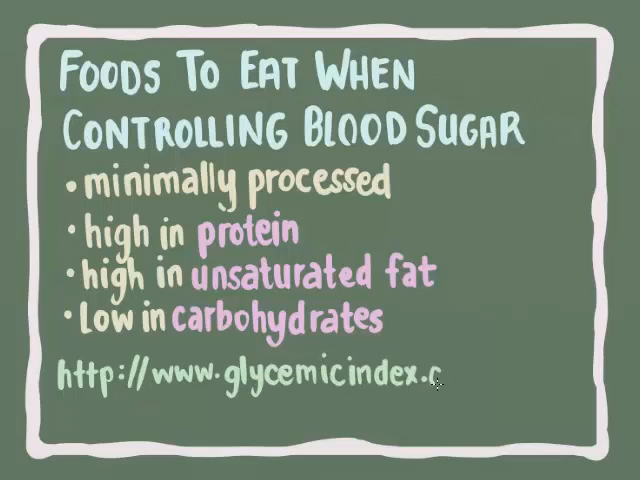 FOODS TO EAT WHEN
CONTROLLING BLOOD SUGAR
• minimally processed
• high in protein
• high in unsaturated fat
• Low in carbohydrates
http://www.glycemicindex.c